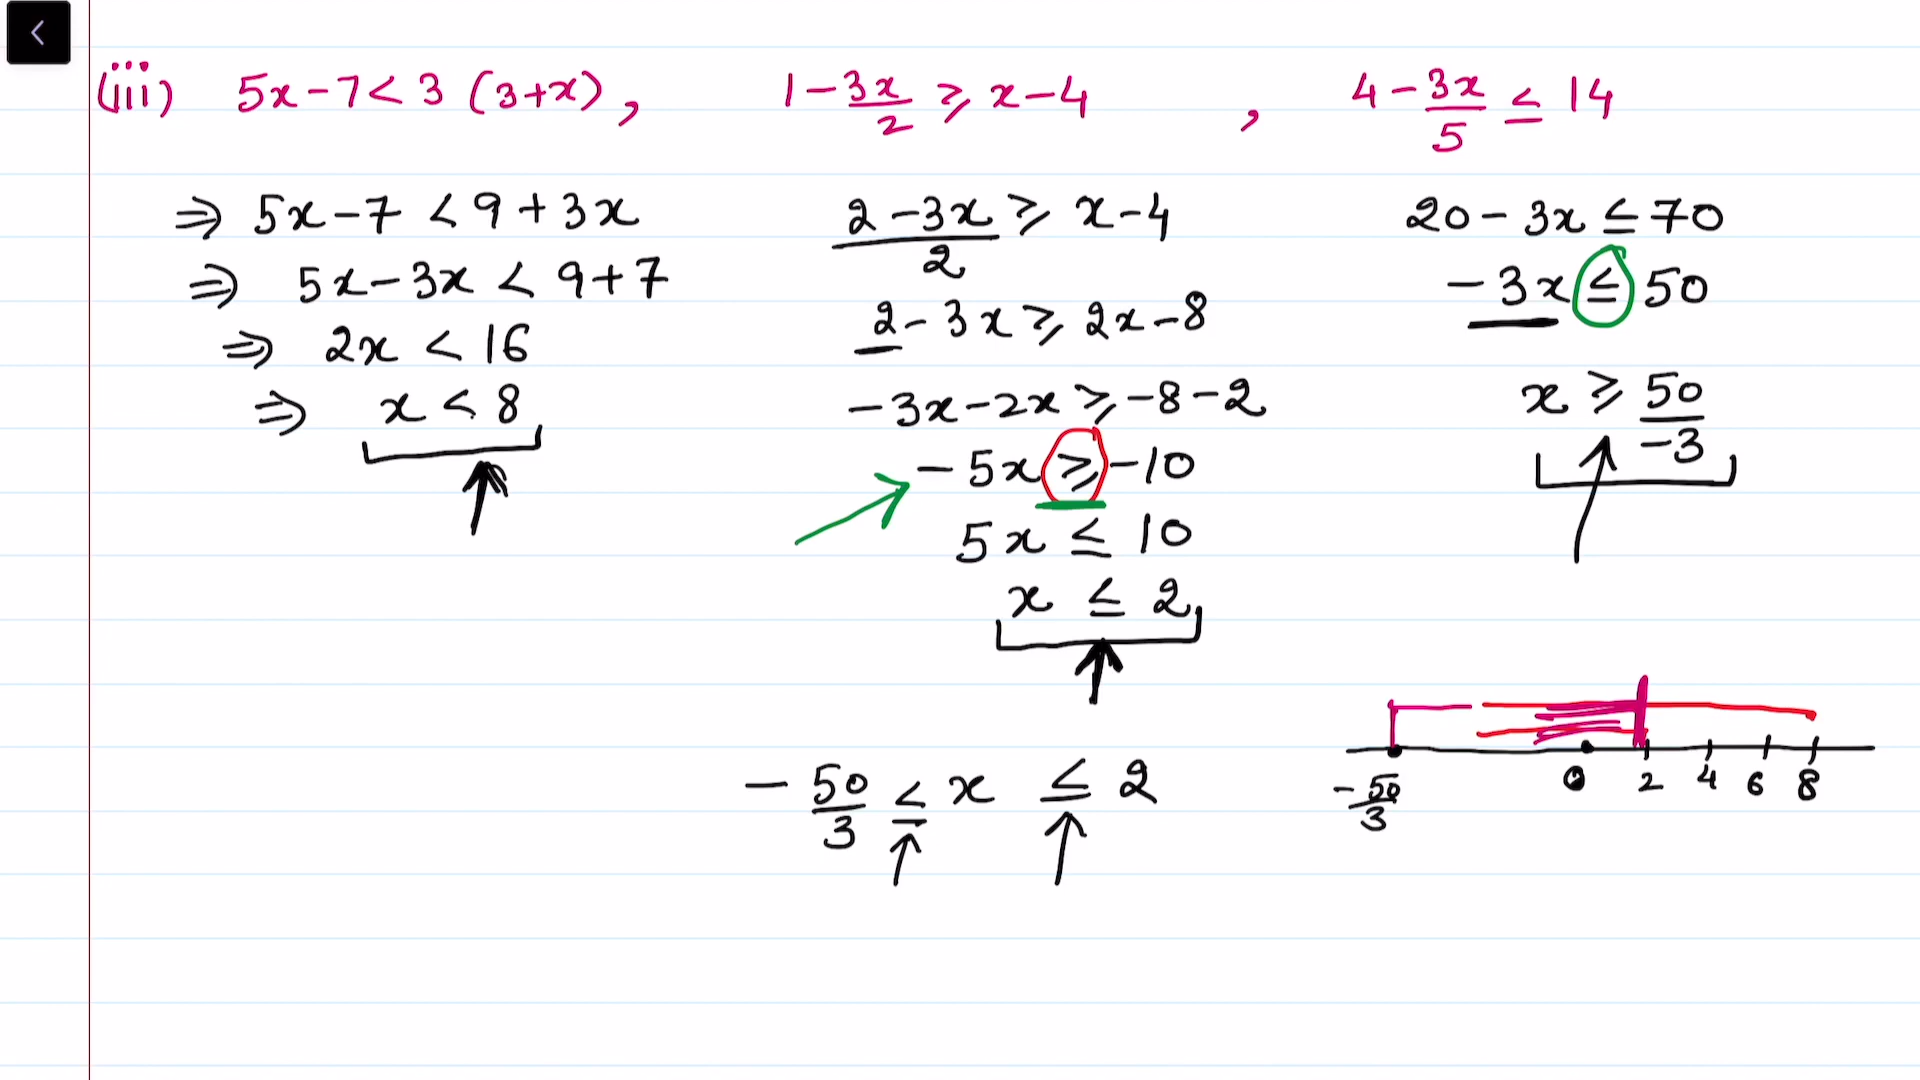 (iii) 5x-7<3 (3+x), 1-3x/2 ⩾ x-4 , 4-3x/5 ≤ 14
⇒ 5x-7 < 9+3x
⇒ 5x-3x < 9+7
⇒ 2x < 16
⇒ x < 8
2-3x/2 ⩾ x-4
2-3x ⩾ 2x-8
-3x-2x ⩾ -8-2
-5x ⩾ -10
5x ≤ 10
x ≤ 2
20-3x ≤ 70
-3x ≤ 50
x ⩾ 50/-3
-50/3 ≤ x ≤ 2
-50/3 0 2 4 6 8